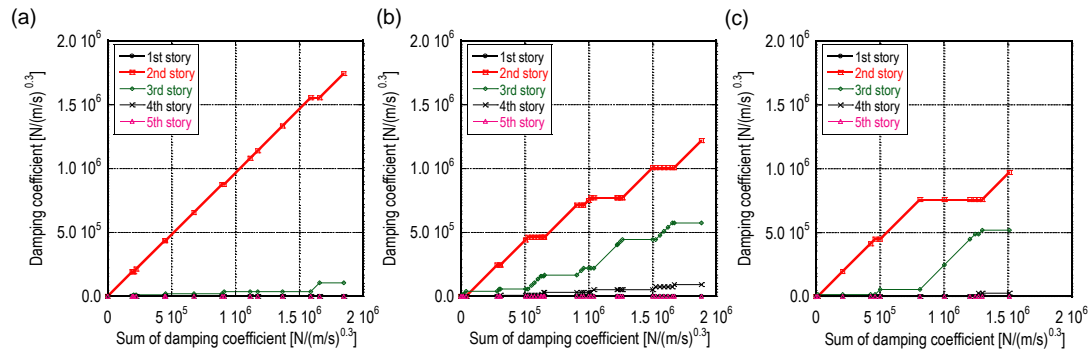 (a)
2.0 10^6
1.5 10^6
1.0 10^6
5.0 10^5
0.0
Damping coefficient [N/(m/s)^0.3]
1st story
2nd story
3rd story
4th story
5th story
0
5 10^5
1 10^6
1.5 10^6
2 10^6
Sum of damping coefficient [N/(m/s)^0.3]
(b)
2.0 10^6
1.5 10^6
1.0 10^6
5.0 10^5
0.0
Damping coefficient [N/(m/s)^0.3]
1st story
2nd story
3rd story
4th story
5th story
0
5 10^5
1 10^6
1.5 10^6
2 10^6
Sum of damping coefficient [N/(m/s)^0.3]
(c)
2.0 10^6
1.5 10^6
1.0 10^6
5.0 10^5
0.0
Damping coefficient [N/(m/s)^0.3]
1st story
2nd story
3rd story
4th story
5th story
0
5 10^5
1 10^6
1.5 10^6
2 10^6
Sum of damping coefficient [N/(m/s)^0.3]